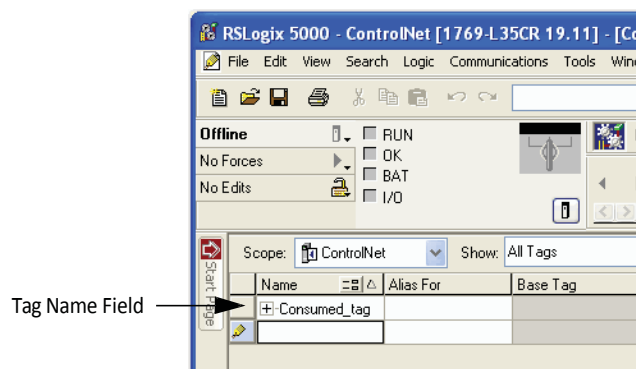 RSLogix 5000 - ControlNet [1769-L35CR 19.11] - [Co
File Edit View Search Logic Communications Tools Win
Offline
RUN
No Forces
OK
BAT
No Edits
I/O
Scope: ControlNet Show: All Tags
Start Page
Name Alias For Base Tag
Tag Name Field
Consumed_tag